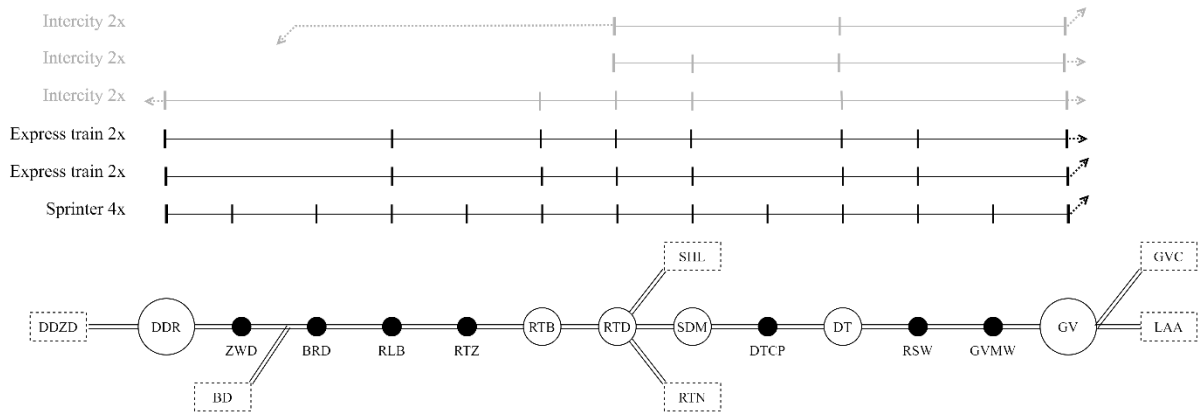 Intercity 2x
Intercity 2x
Intercity 2x
Express train 2x
Express train 2x
Sprinter 4x
SHL
GVC
DDZD
DDR
RTB
RTD
SDM
DT
GV
LAA
ZWD
BRD
RLB
RTZ
DTCP
RSW
GVMW
BD
RTN